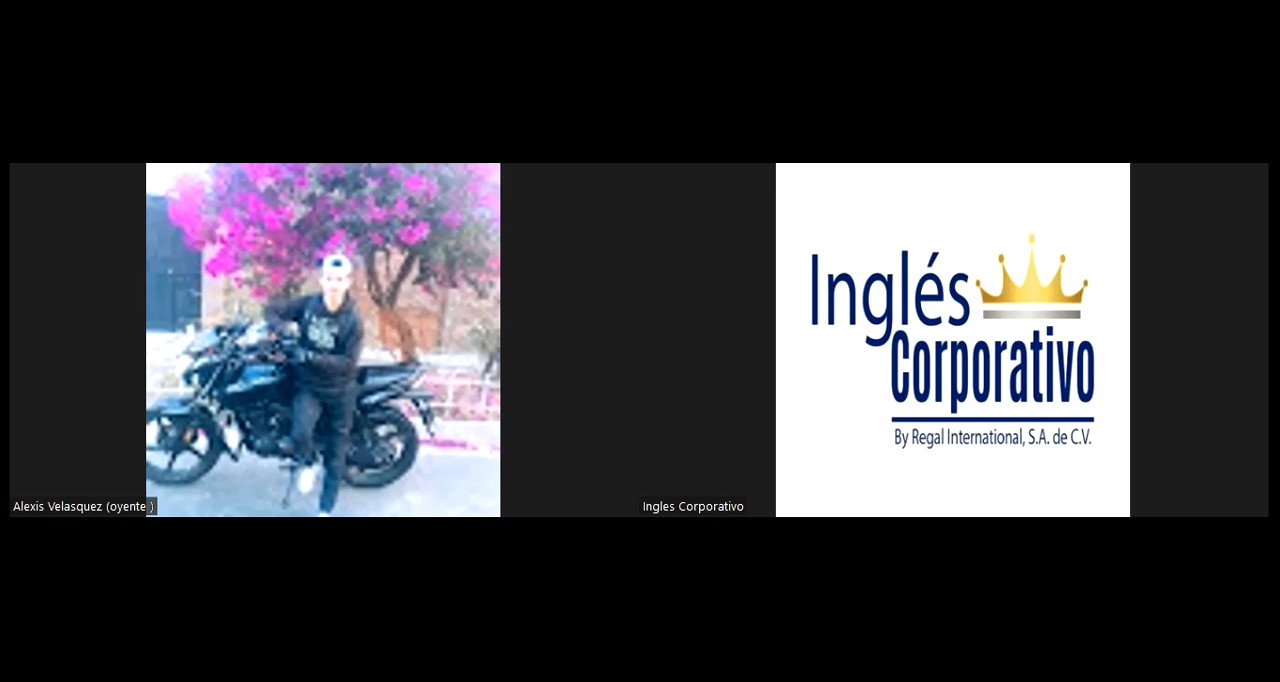 Inglés
Corporativo
By Regal International, S.A. de C.V.
Alexis Velasquez (oyente )
Ingles Corporativo